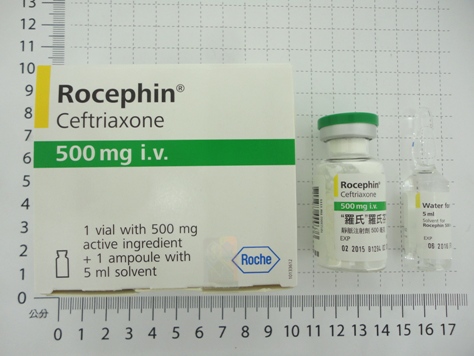 13
12
11
10
9
8
7
6
5
4
3
2
1
0
公分
0 1 2 3 4 5 6 7 8 9 10 11 12 13 14 15 16 17
Rocephin®
Ceftriaxone
500 mg i.v.
1 vial with 500 mg
active ingredient
+ 1 ampoule with
5 ml solvent
Roche
Rocephin
Ceftriaxone
500 mg i.v.
"羅氏"羅氏
EXP
02 2015
Water for
5 ml
Solvent for
Rocephin
EXP